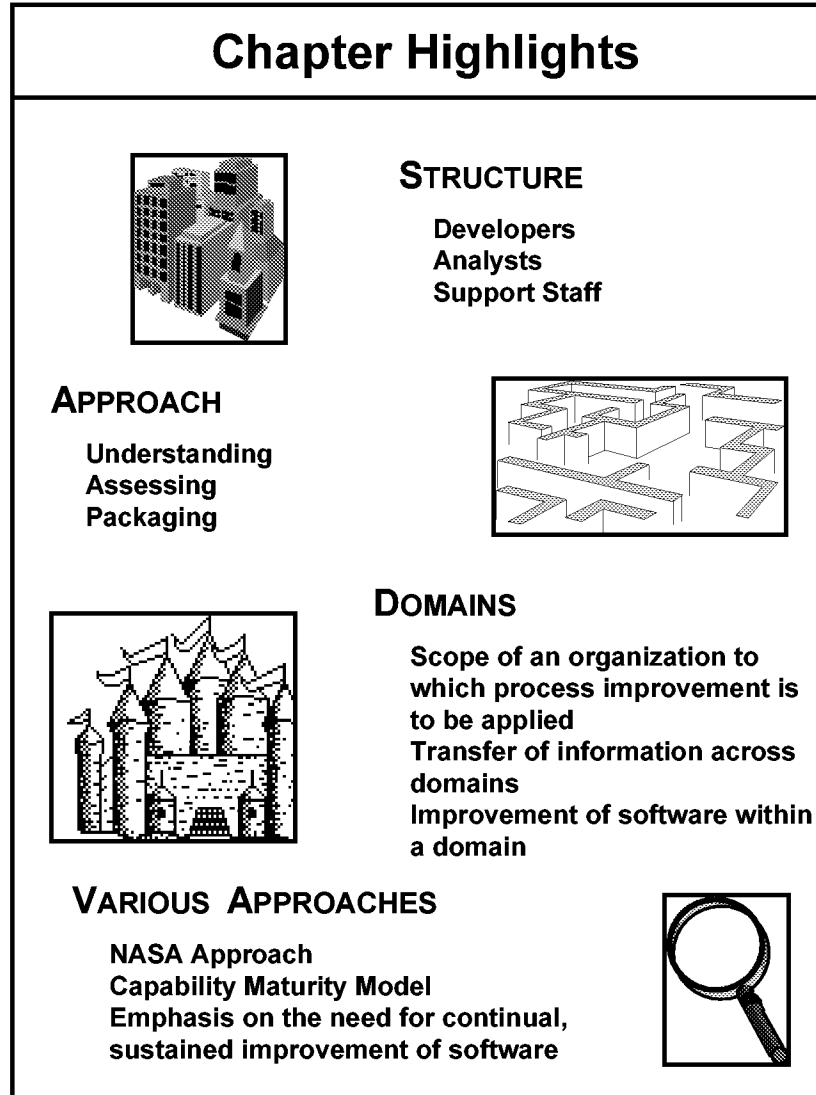 Chapter Highlights
STRUCTURE
Developers
Analysts
Support Staff
APPROACH
Understanding
Assessing
Packaging
DOMAINS
Scope of an organization to
which process improvement is
to be applied
Transfer of information across
domains
Improvement of software within
a domain
VARIOUS APPROACHES
NASA Approach
Capability Maturity Model
Emphasis on the need for continual,
sustained improvement of software